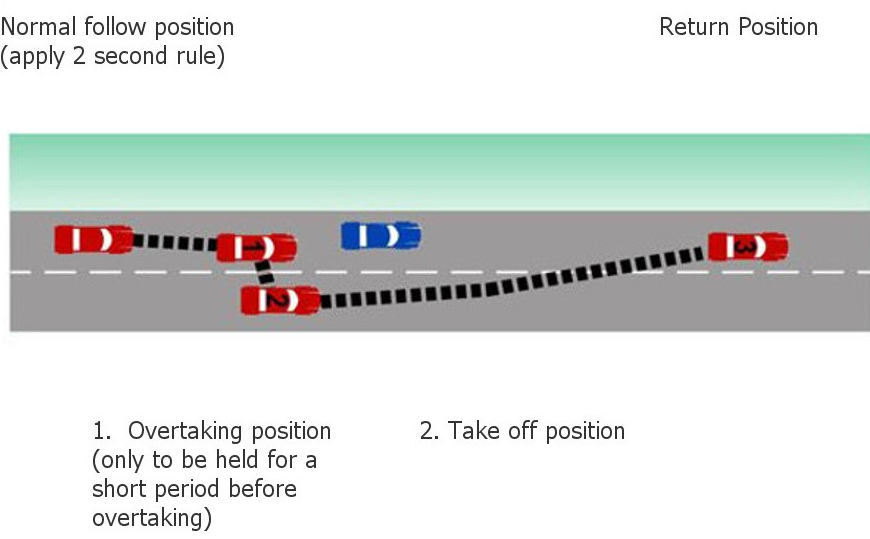 Normal follow position
(apply 2 second rule)
Return Position
1
2
3
1.  Overtaking position
(only to be held for a
short period before
overtaking)
2. Take off position